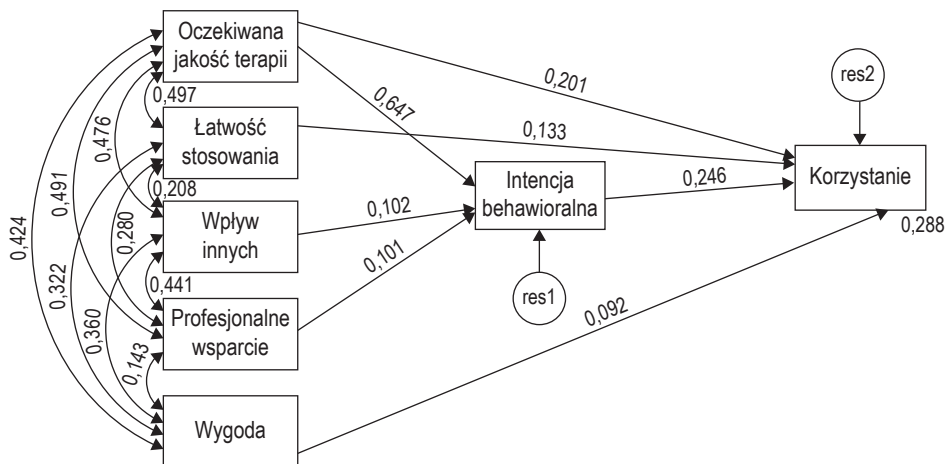 Oczekiwana
jakość terapii
0,497
Łatwość
stosowania
0,208
Wpływ
innych
0,441
Profesjonalne
wsparcie
0,143
Wygoda
0,424
0,476
0,491
0,280
0,322
0,360
0,201
0,647
0,133
0,102
0,101
Intencja
behawioralna
res1
0,246
0,092
res2
Korzystanie
0,288